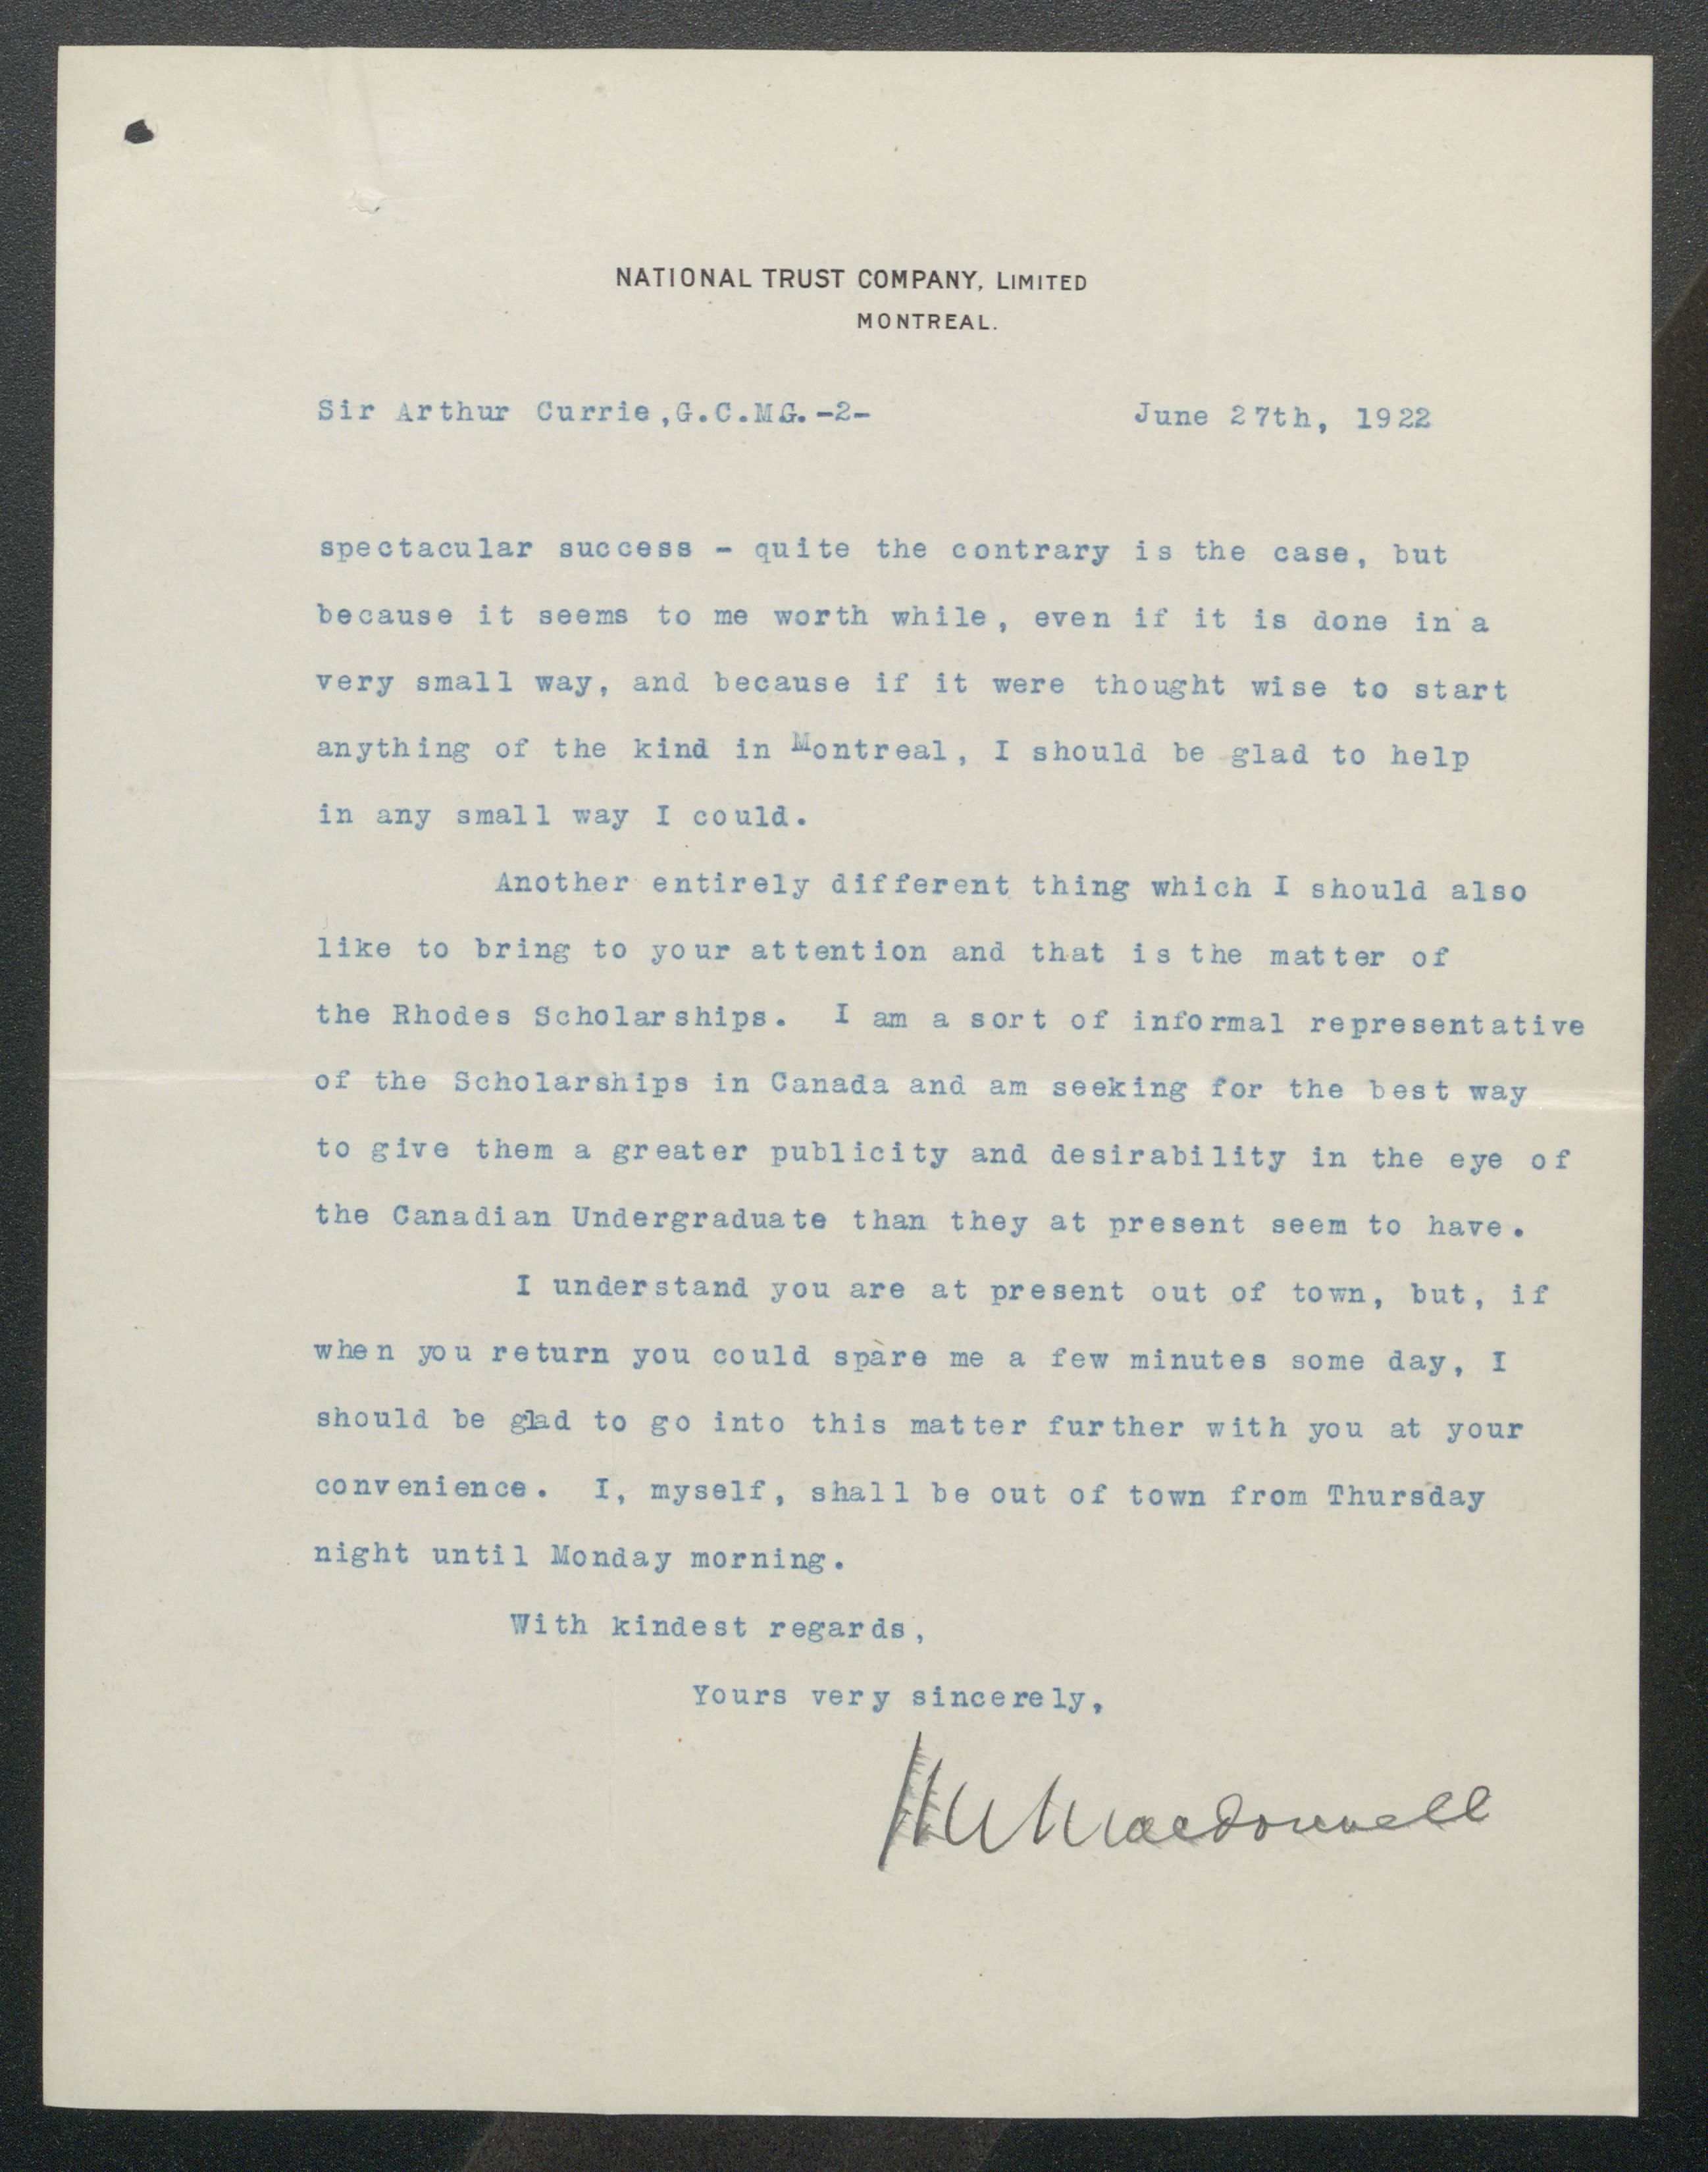 NATIONAL TRUST COMPANY, LIMITED
MONTREAL.
Sir Arthur Currie,G.C.MG.-2- June 27th, 1922
spectacular success - quite the contrary is the case, but
because it seems to me worth while, even if it is done in a
very small way, and because if it were thought wise to start
anything of the kind in Montreal, I should be glad to help
in any small way I could.
Another entirely different thing which I should also
like to bring to your attention and that is the matter of
the Rhodes Scholarships. I am a sort of informal representative
of the Scholarships in Canada and am seeking for the best way
to give them a greater publicity and desirability in the eye of
the Canadian Undergraduate than they at present seem to have.
I understand you are at present out of town, but, if
when you return you could spare me a few minutes some day, I
should be glad to go into this matter further with you at your
convenience. I, myself, shall be out of town from Thursday
night until Monday morning.
With kindest regards,
Yours very sincerely,
Macdonnell